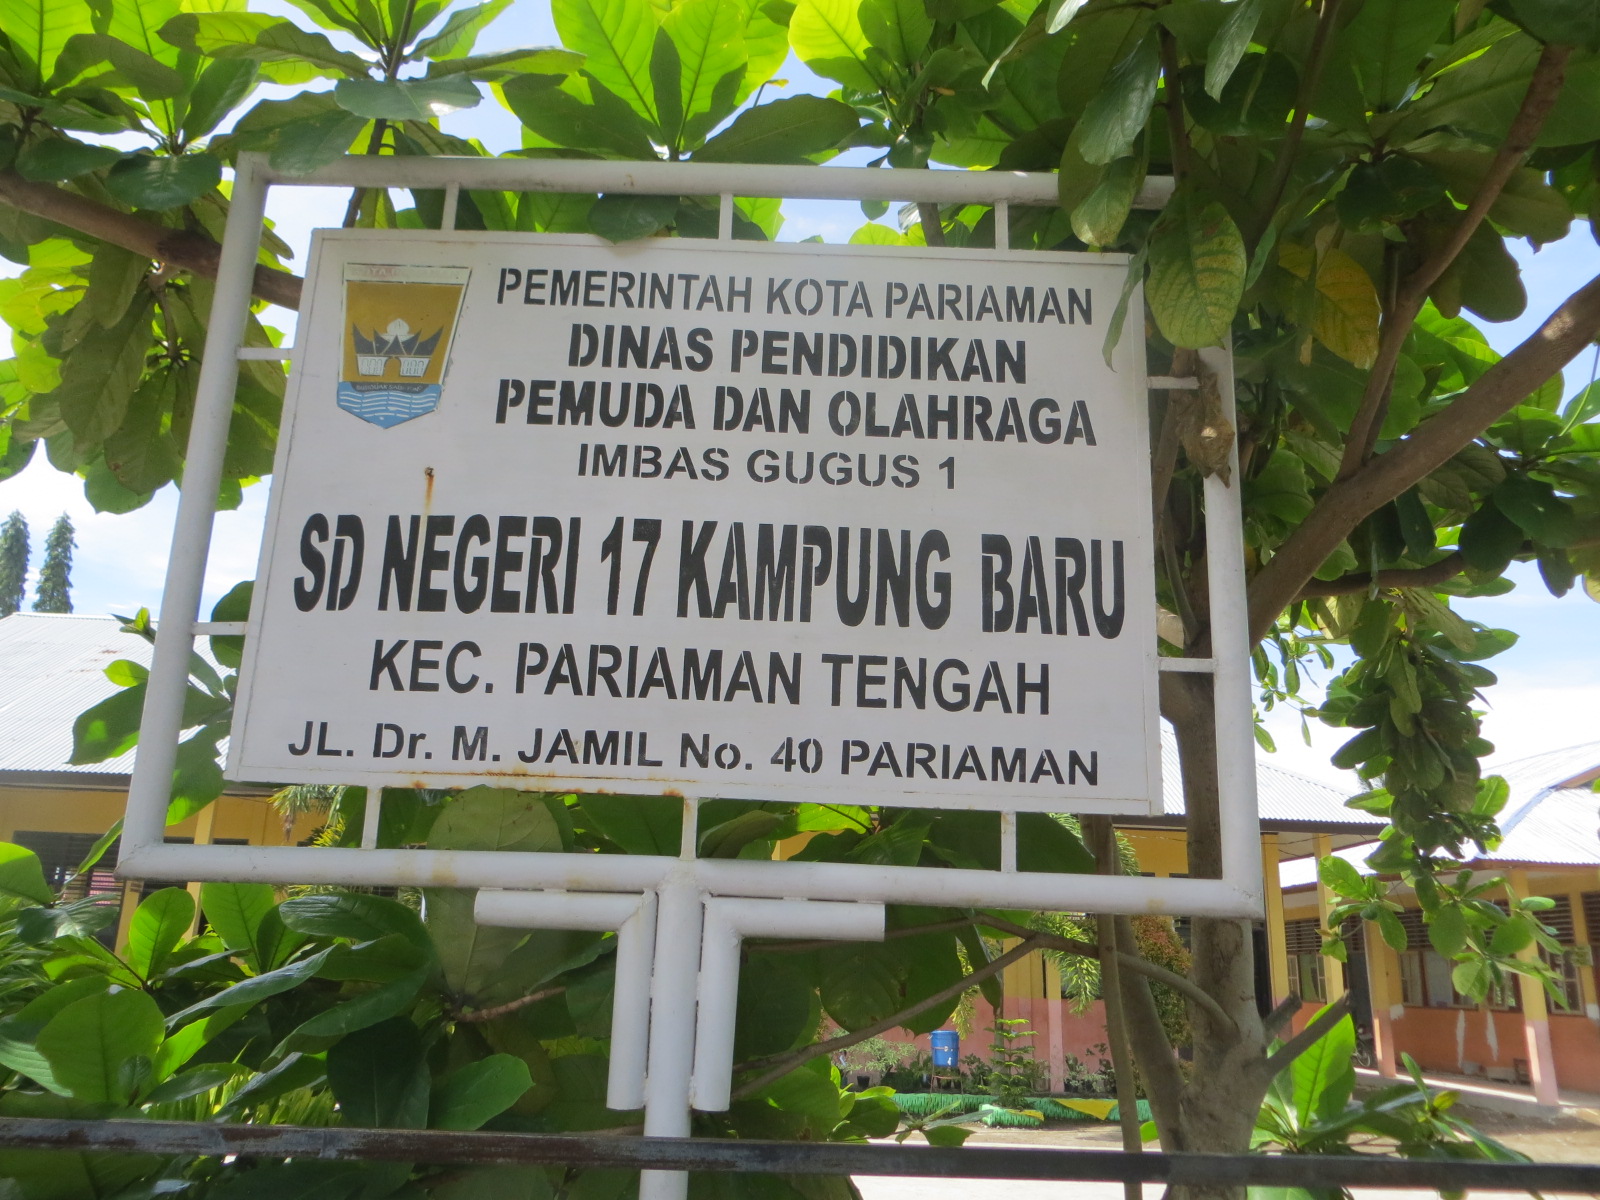 PEMERINTAH KOTA PARIAMAN
DINAS PENDIDIKAN
PEMUDA DAN OLAHRAGA
IMBAS GUGUS 1
SD NEGERI 17 KAMPUNG BARU
KEC. PARIAMAN TENGAH
JL. Dr. M. JAMIL No. 40 PARIAMAN